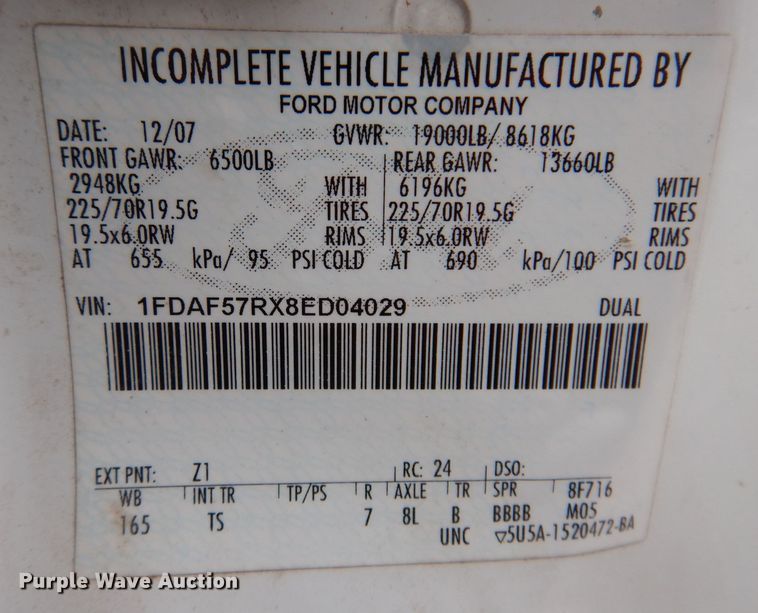 INCOMPLETE VEHICLE MANUFACTURED BY
FORD MOTOR COMPANY
DATE: 12/07 GVWR: 19000LB/ 8618KG
FRONT GAWR: 6500LB REAR GAWR: 13660LB
2948KG WITH 6196KG WITH
225/70R19.5G TIRES 225/70R19.5G TIRES
19.5x6.0RW RIMS 19.5x6.0RW RIMS
AT 655 kPa/ 95 PSI COLD AT 690 kPa/100 PSI COLD
VIN: 1FDAF57RX8ED04029 DUAL
EXT PNT: Z1 RC: 24 DSO:
WB INT TR TP/PS R AXLE TR SPR 8F716
165 TS 7 8L B BBBB M05
UNC ▽5U5A-1520472-BA
Purple Wave Auction